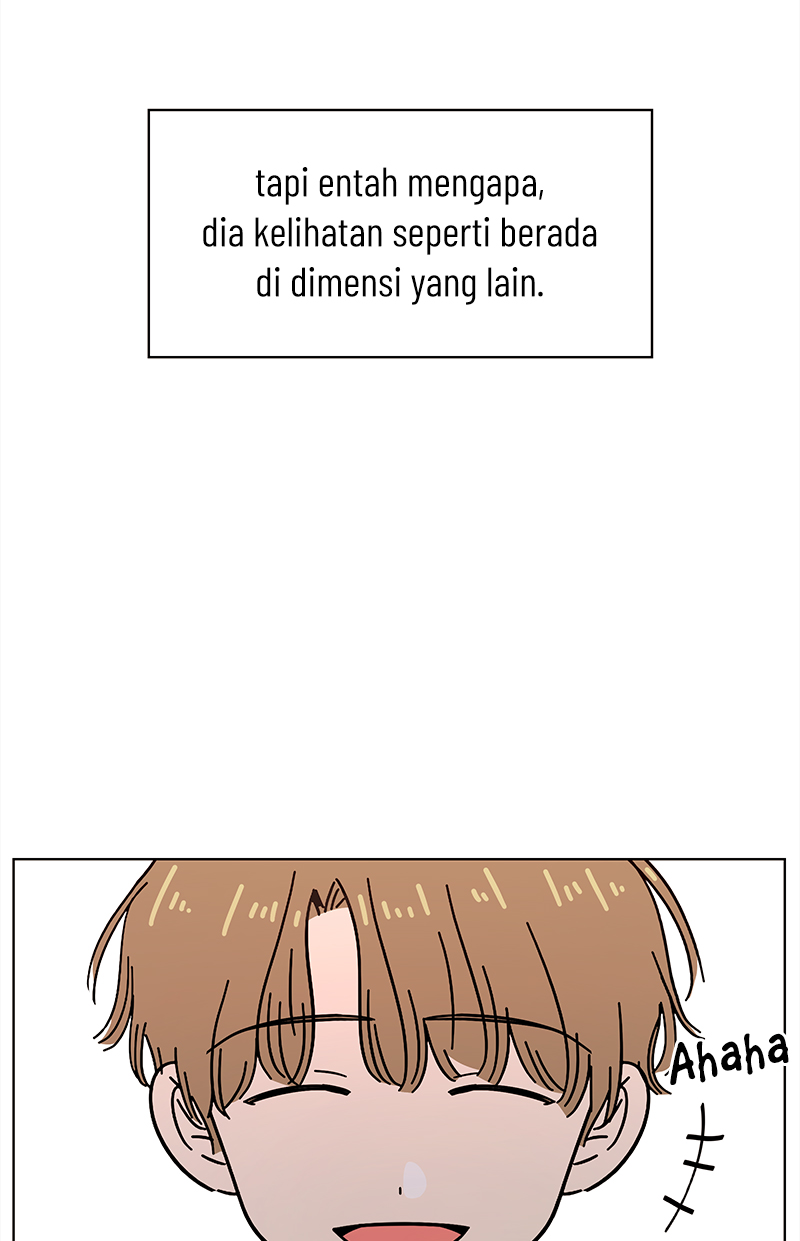 tapi entah mengapa,
dia kelihatan seperti berada
di dimensi yang lain.
Ahaha